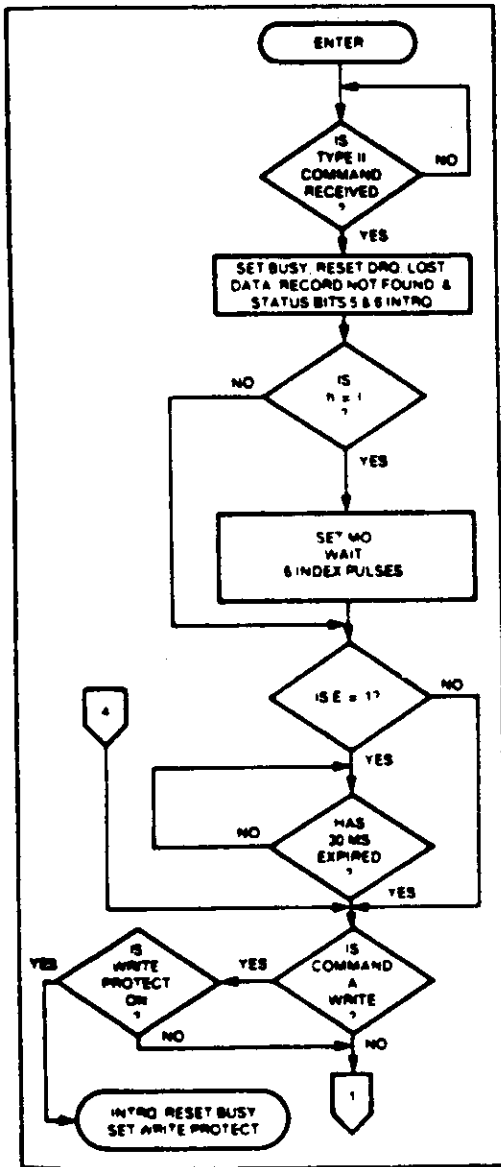 ENTER
IS
TYPE II
COMMAND
RECEIVED
?
NO
YES
SET BUSY, RESET DRQ, LOST
DATA, RECORD NOT FOUND &
STATUS BITS 5 & 6 INTRQ
NO
IS
?
YES
SET MO
WAIT
6 INDEX PULSES
IS E = 1?
NO
4
YES
HAS
30 MS
EXPIRED
?
NO
YES
IS
WRITE
PROTECT
ON
?
YES
YES
IS
COMMAND
A
WRITE
?
NO
NO
1
INTRQ, RESET BUSY
SET WRITE PROTECT